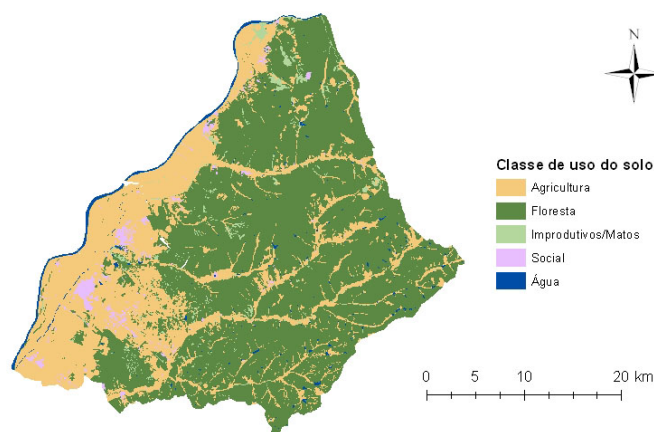 N
Classe de uso do solo
Agricultura
Floresta
Improdutivos/Matos
Social
Água
0 5 10 20 km